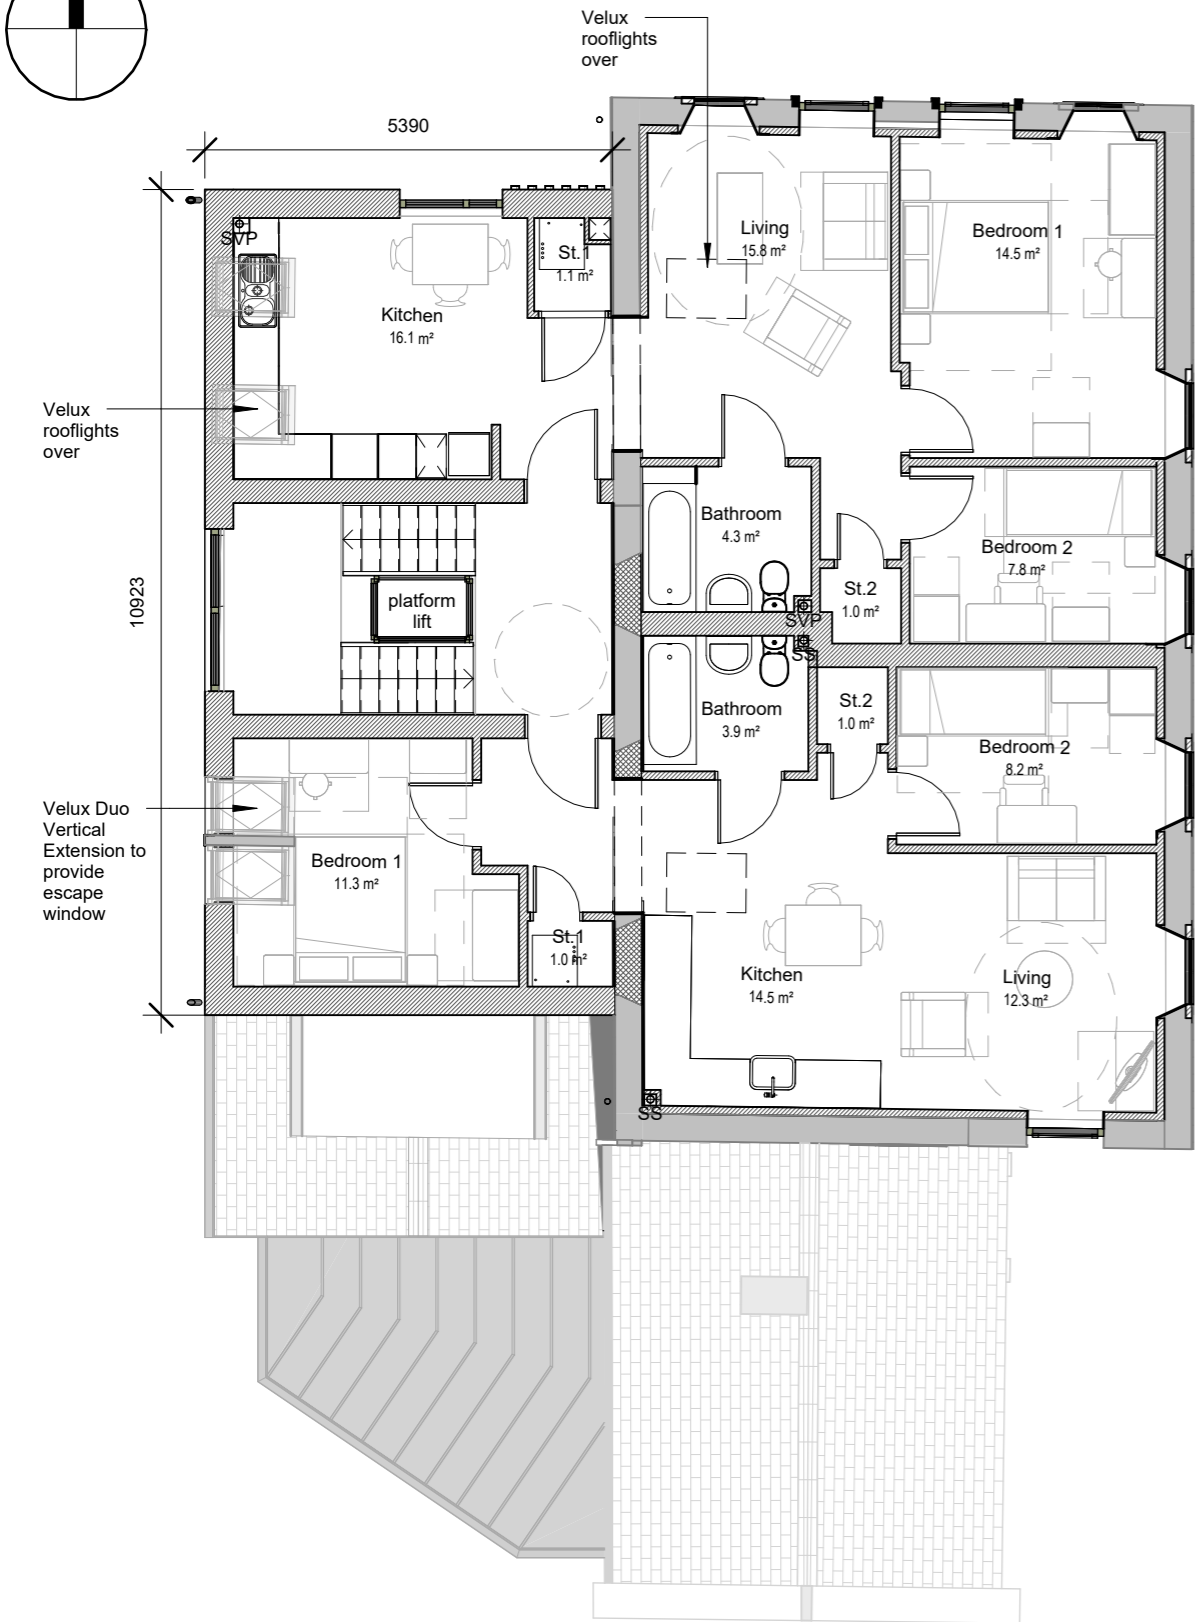 Velux
rooflights
over
5390
10923
SVP
St.1
1.1 m²
Kitchen
16.1 m²
Living
15.8 m²
Bedroom 1
14.5 m²
Velux
rooflights
over
Bathroom
4.3 m²
Bedroom 2
7.8 m²
St.2
1.0 m²
SVP
SS
platform
lift
Bathroom
3.9 m²
St.2
1.0 m²
Bedroom 2
8.2 m²
Velux Duo
Vertical
Extension to
provide
escape
window
Bedroom 1
11.3 m²
St.1
1.0 m²
Kitchen
14.5 m²
Living
12.3 m²
SS